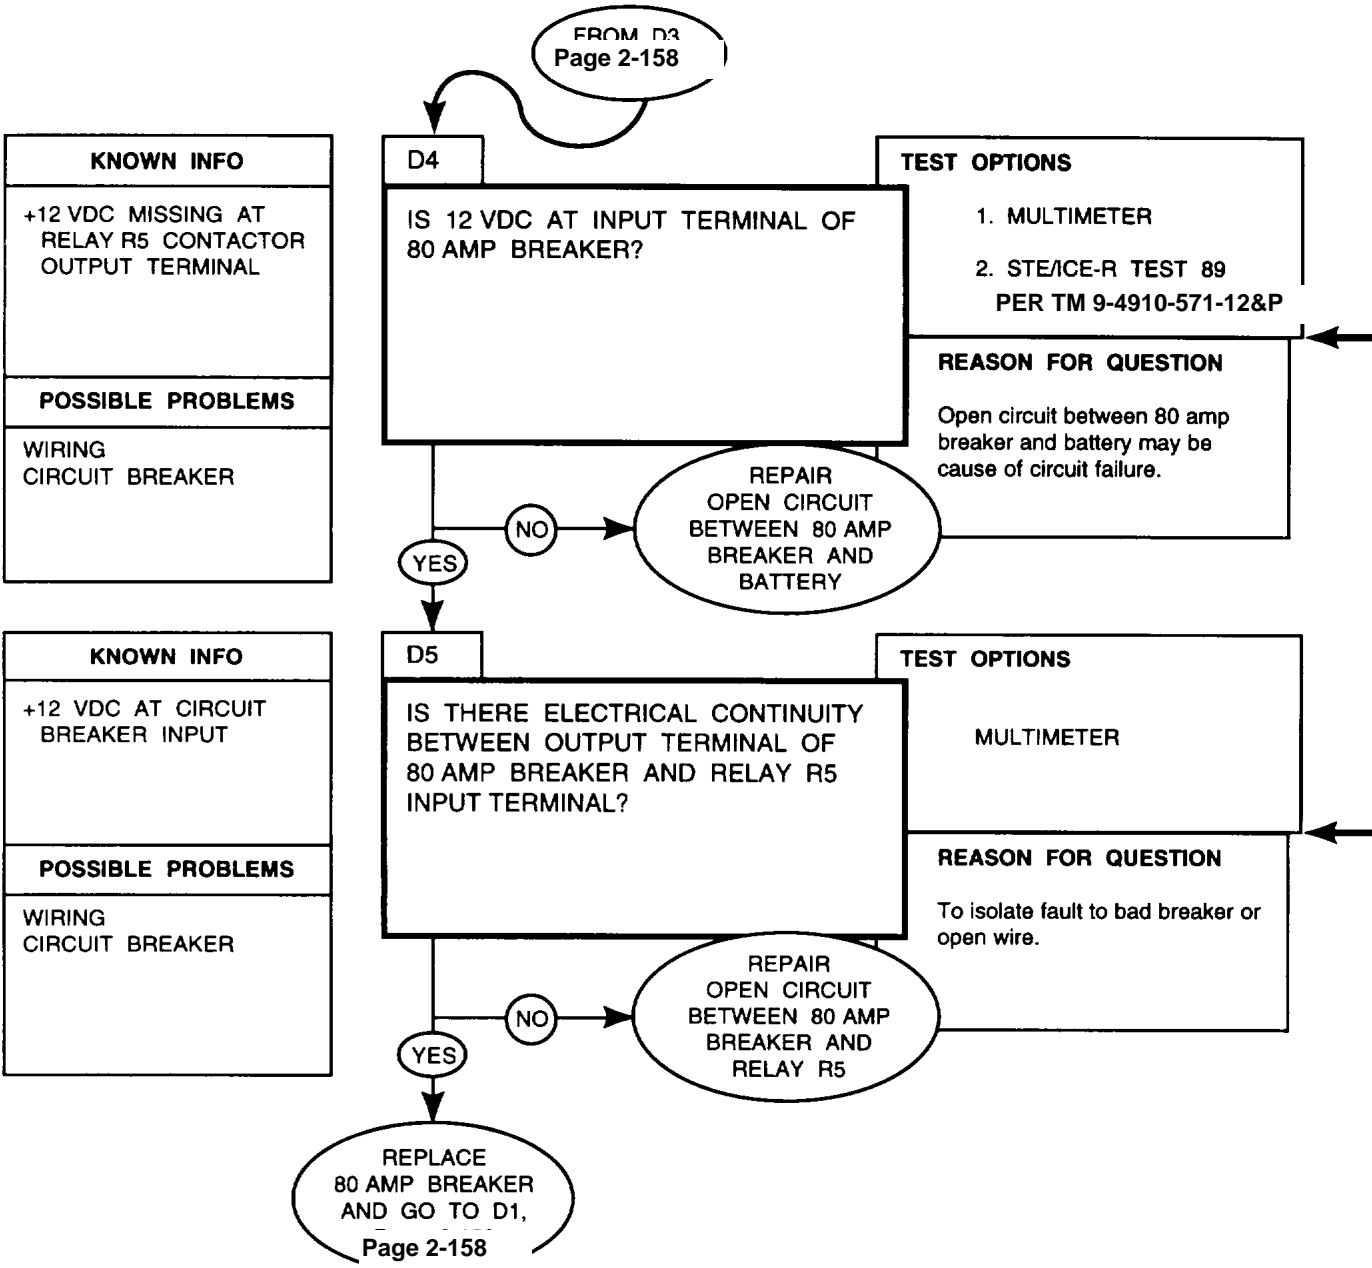 FROM D3
Page 2-158
KNOWN INFO
+12 VDC MISSING AT
RELAY R5 CONTACTOR
OUTPUT TERMINAL
POSSIBLE PROBLEMS
WIRING
CIRCUIT BREAKER
D4
IS 12 VDC AT INPUT TERMINAL OF
80 AMP BREAKER?
TEST OPTIONS
1. MULTIMETER
2. STE/ICE-R TEST 89
PER TM 9-4910-571-12&P
REASON FOR QUESTION
Open circuit between 80 amp
breaker and battery may be
cause of circuit failure.
NO
REPAIR
OPEN CIRCUIT
BETWEEN 80 AMP
BREAKER AND
BATTERY
YES
KNOWN INFO
+12 VDC AT CIRCUIT
BREAKER INPUT
POSSIBLE PROBLEMS
WIRING
CIRCUIT BREAKER
D5
IS THERE ELECTRICAL CONTINUITY
BETWEEN OUTPUT TERMINAL OF
80 AMP BREAKER AND RELAY R5
INPUT TERMINAL?
TEST OPTIONS
MULTIMETER
REASON FOR QUESTION
To isolate fault to bad breaker or
open wire.
NO
REPAIR
OPEN CIRCUIT
BETWEEN 80 AMP
BREAKER AND
RELAY R5
YES
REPLACE
80 AMP BREAKER
AND GO TO D1,
Page 2-158